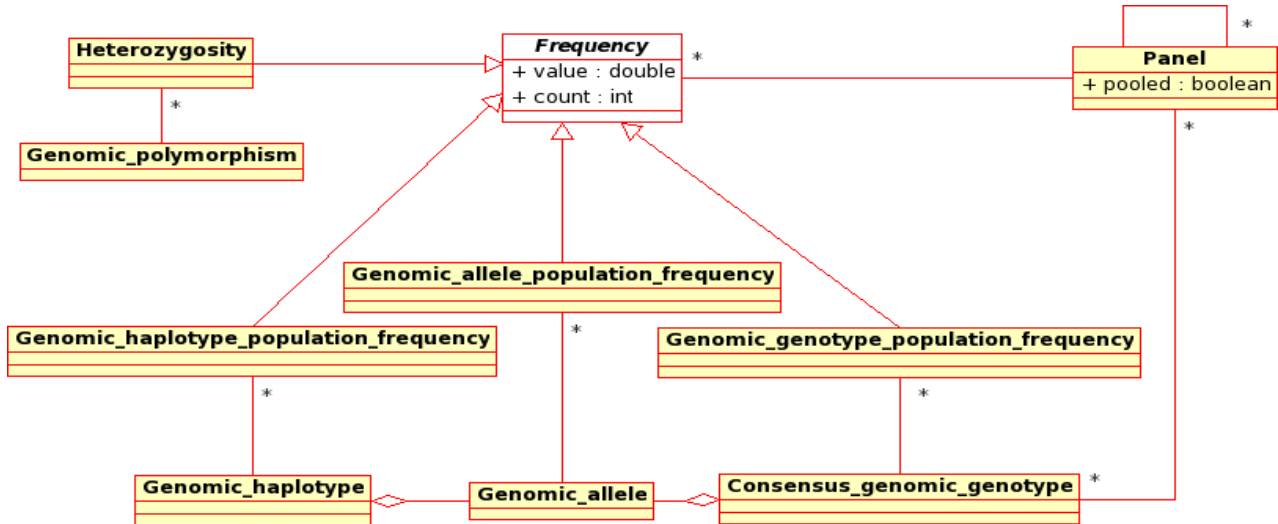 *
Heterozygosity
Frequency
*
Panel
+ value : double
+ pooled : boolean
+ count : int
*
*
Genomic_polymorphism
Genomic_allele_population_frequency
*
Genomic_haplotype_population_frequency
Genomic_genotype_population_frequency
*
*
*
Genomic_haplotype
Genomic_allele
Consensus_genomic_genotype